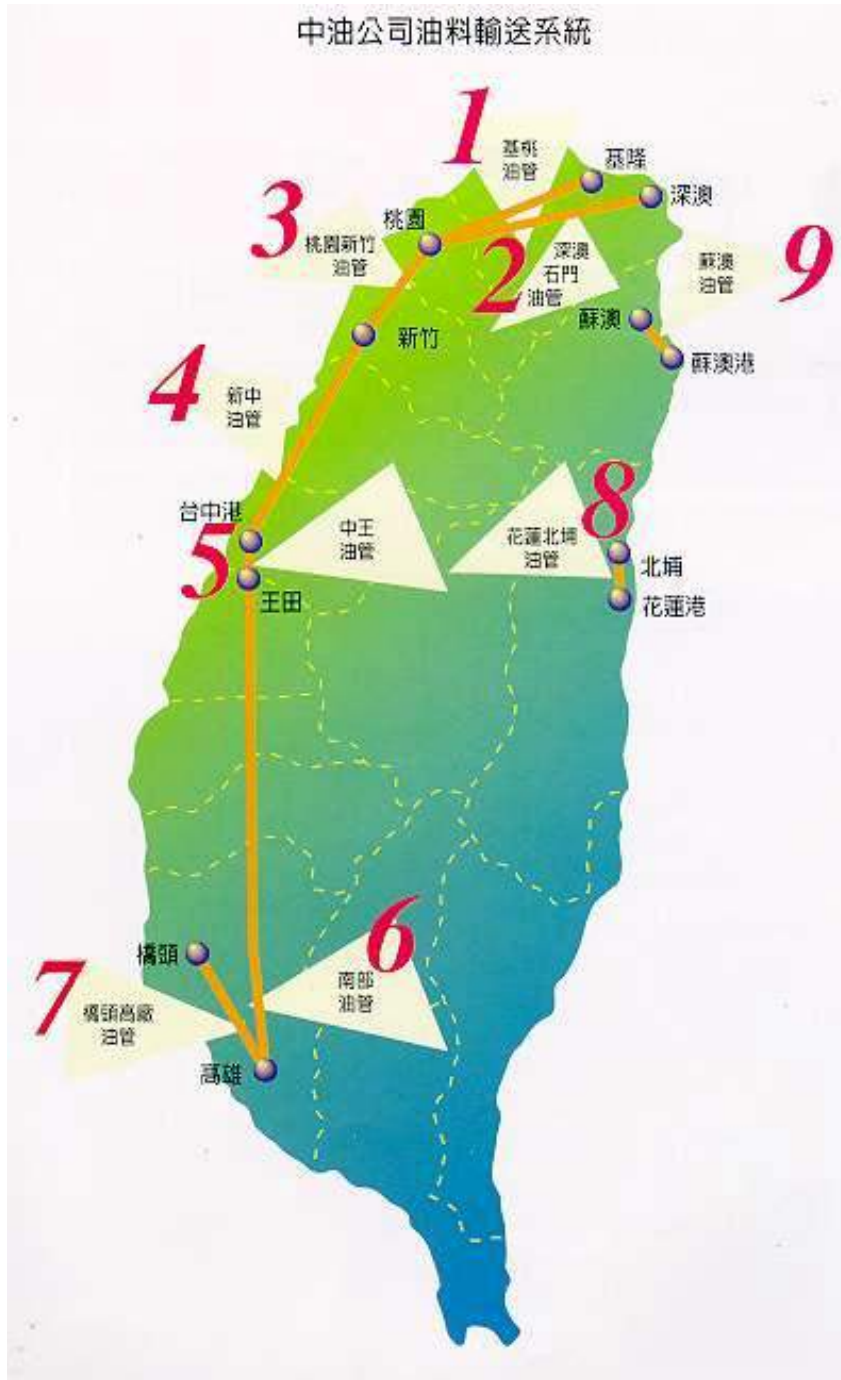 中油公司油料輸送系統
1
基桃
油管
基隆
深澳
3
桃園
桃園新竹
油管
2
深澳
石門
油管
蘇澳
油管
9
蘇澳
新竹
蘇澳港
4
新中
油管
台中港
5
中王
油管
花蓮北埔
油管
8
北埔
王田
花蓮港
橋頭
6
南部
油管
7
橋頭高廠
油管
高雄